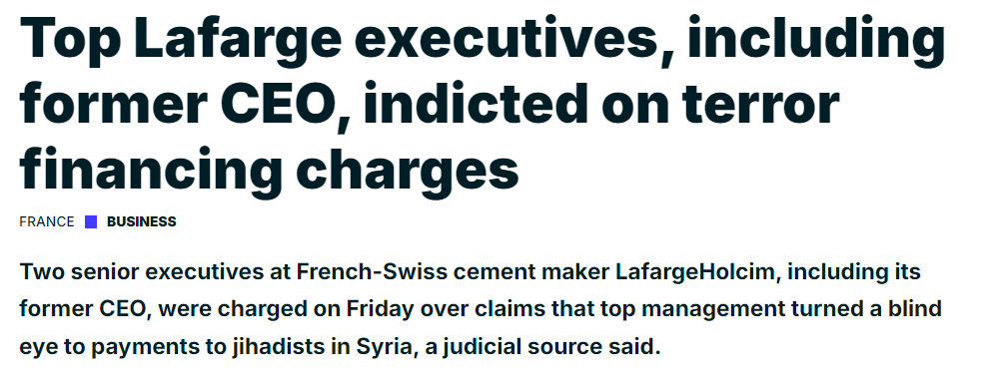 Top Lafarge executives, including
former CEO, indicted on terror
financing charges
FRANCE BUSINESS
Two senior executives at French-Swiss cement maker LafargeHolcim, including its
former CEO, were charged on Friday over claims that top management turned a blind
eye to payments to jihadists in Syria, a judicial source said.